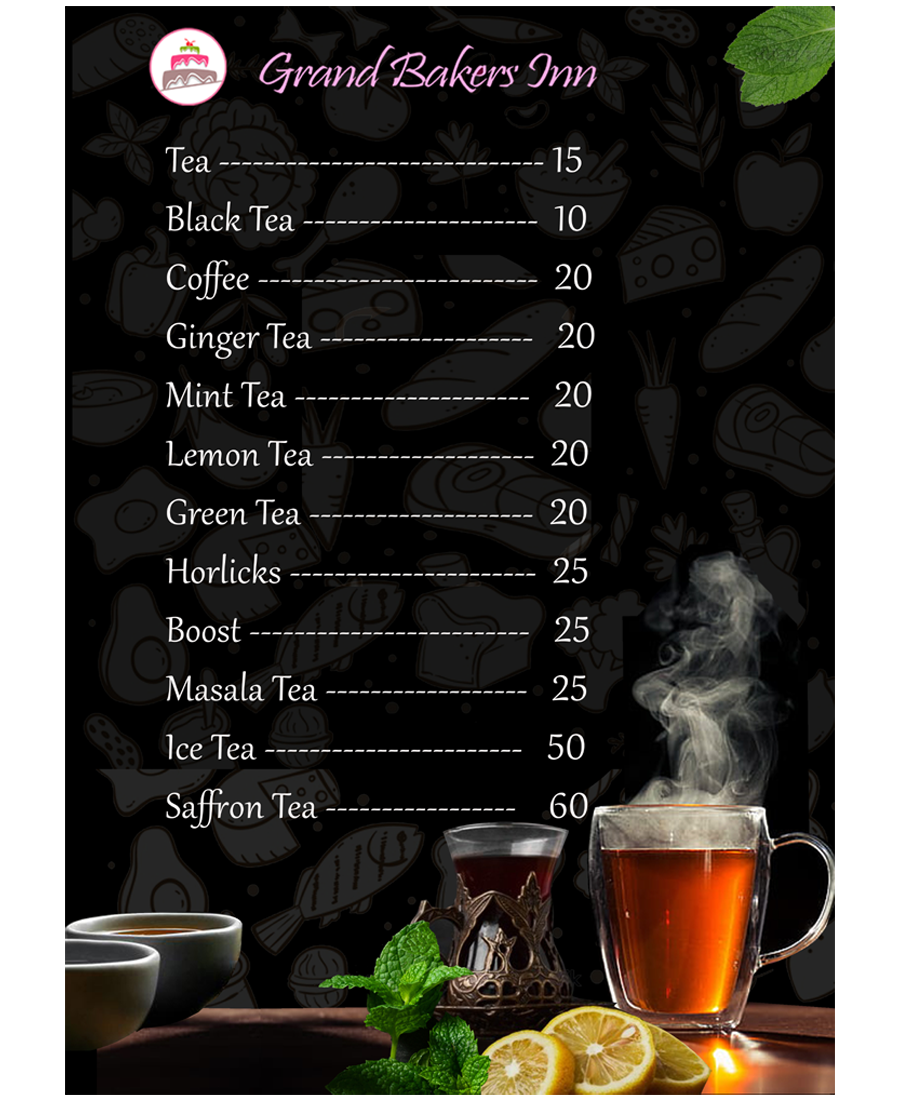 Grand Bakers Inn
Tea ----------------------------------- 15
Black Tea ------------------------- 10
Coffee ------------------------------ 20
Ginger Tea ----------------------- 20
Mint Tea ------------------------- 20
Lemon Tea ----------------------- 20
Green Tea ------------------------ 20
Horlicks -------------------------- 25
Boost ------------------------------ 25
Masala Tea --------------------- 25
Ice Tea ---------------------------- 50
Saffron Tea -------------------- 60